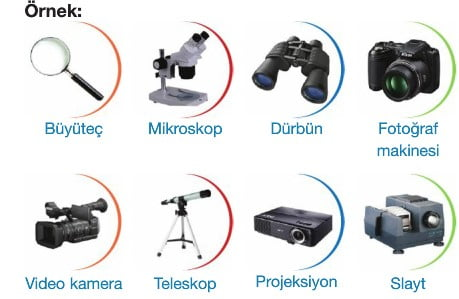 Örnek:
Büyüteç
Mikroskop
Dürbün
Fotoğraf
makinesi
Video kamera
Teleskop
Projeksiyon
Slayt